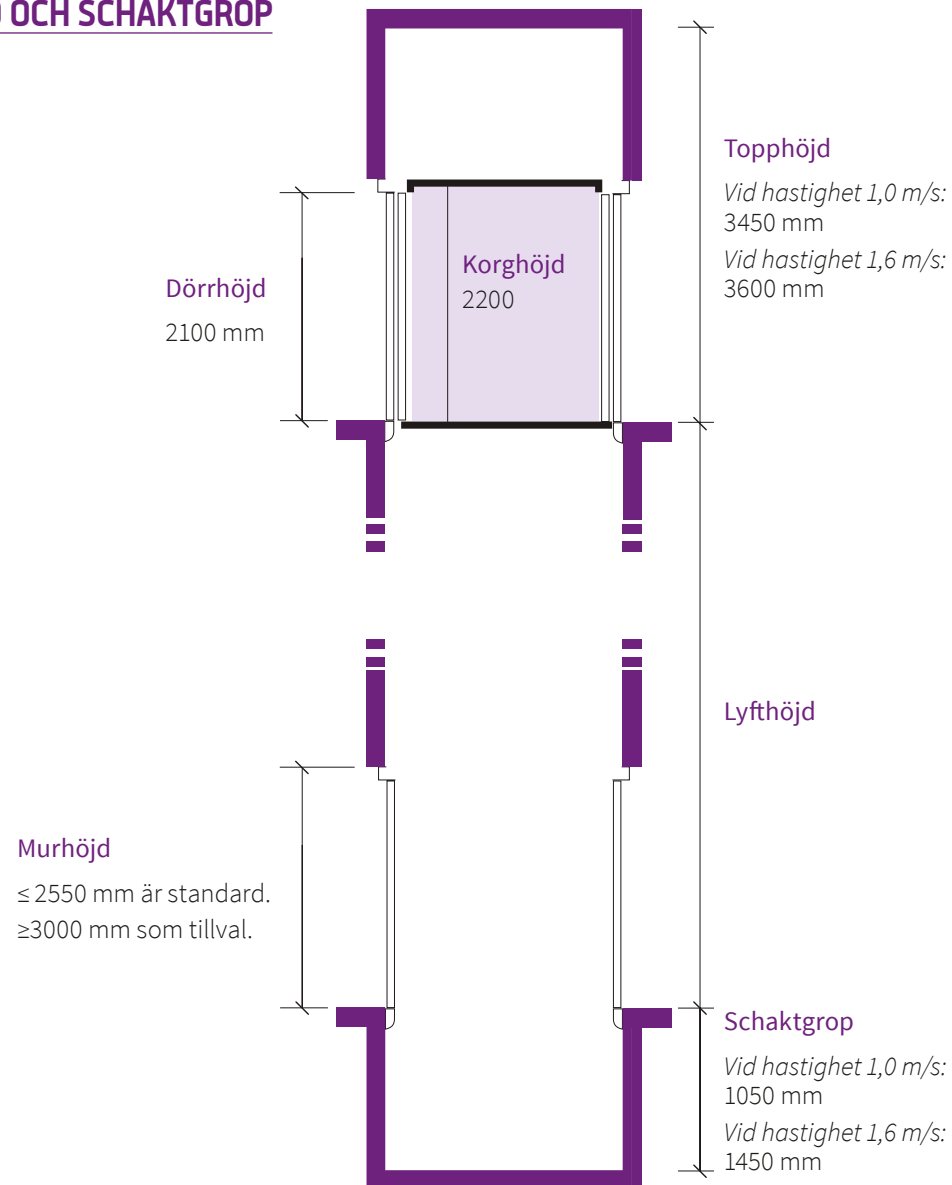 OCH SCHAKTGROP
Topphöjd
Vid hastighet 1,0 m/s:
3450 mm
Vid hastighet 1,6 m/s:
3600 mm
Korghöjd
2200
Dörrhöjd
2100 mm
Lyfthöjd
Murhöjd
≤ 2550 mm är standard.
≥3000 mm som tillval.
Schaktgrop
Vid hastighet 1,0 m/s:
1050 mm
Vid hastighet 1,6 m/s:
1450 mm